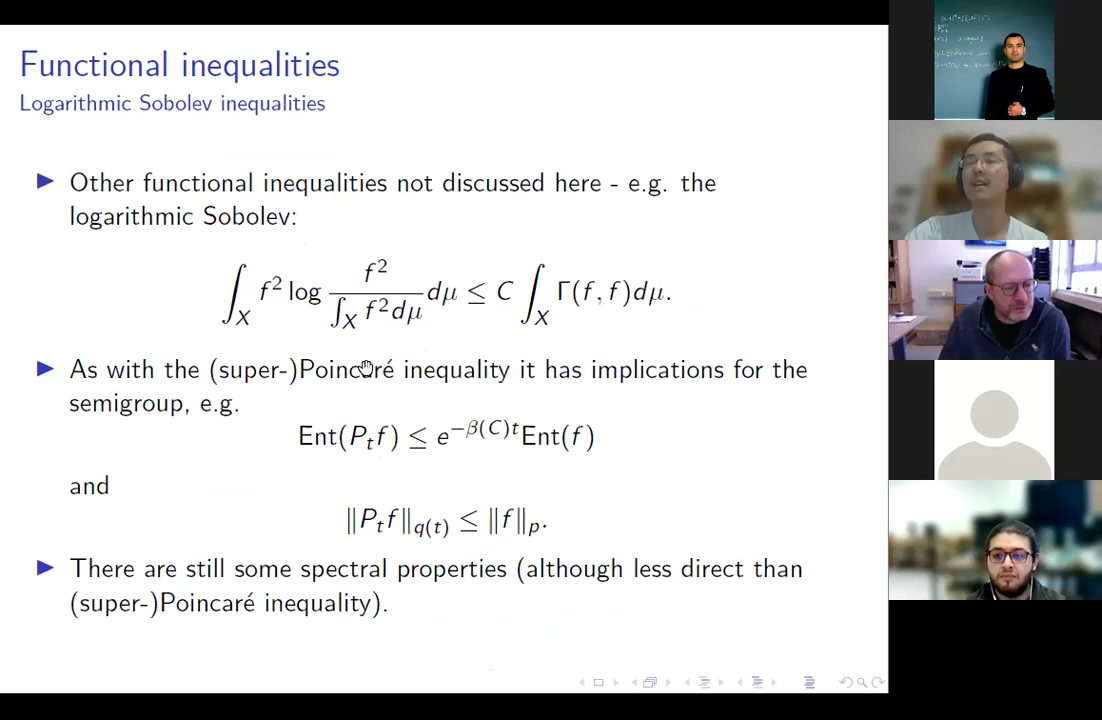 Functional inequalities
Logarithmic Sobolev inequalities
▶ Other functional inequalities not discussed here - e.g. the
logarithmic Sobolev:
∫_X f² log f² / ∫_X f² dμ dμ ≤ C ∫_X Γ(f, f)dμ.
▶ As with the (super-)Poincaré inequality it has implications for the
semigroup, e.g.
Ent(P_t f) ≤ e^{−β(C)t} Ent(f)
and
‖P_t f‖_{q(t)} ≤ ‖f‖_p.
▶ There are still some spectral properties (although less direct than
(super-)Poincaré inequality).